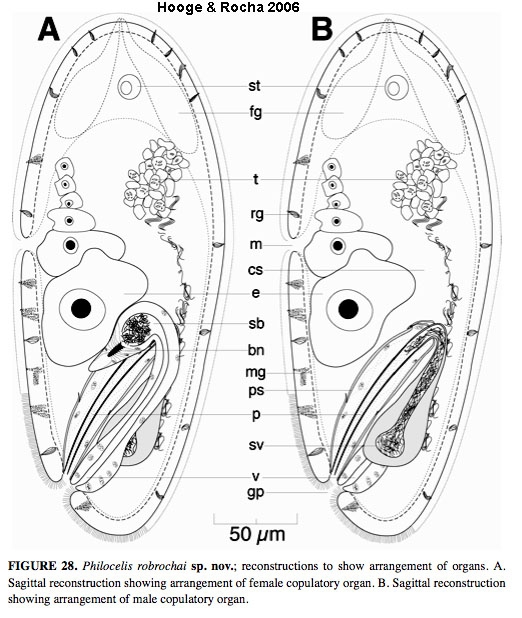 Hooge & Rocha 2006
A B
st
fg
t
rg
m
cs
e
sb
bn
mg
ps
p
sv
v
gp
50 µm
FIGURE 28. Philocelis robrochai sp. nov.; reconstructions to show arrangement of organs. A.
Sagittal reconstruction showing arrangement of female copulatory organ. B. Sagittal reconstruction
showing arrangement of male copulatory organ.